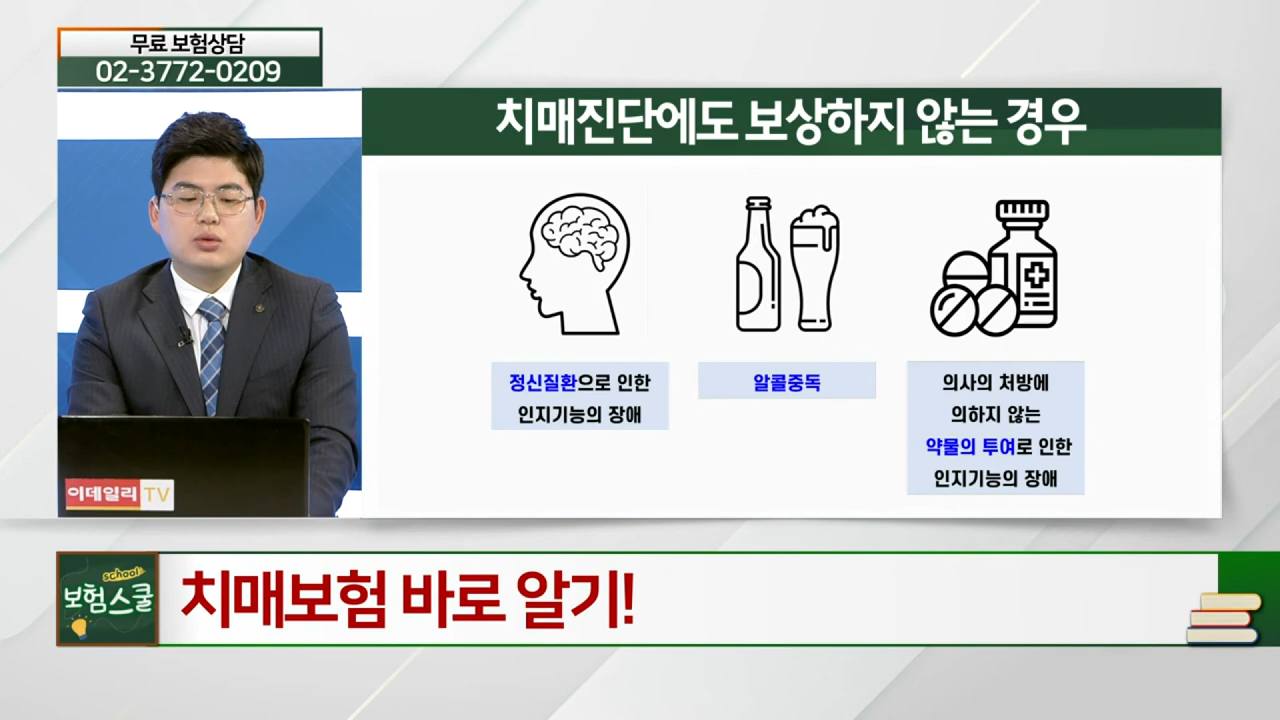 무료 보험상담
02-3772-0209
치매진단에도 보상하지 않는 경우
정신질환으로 인한
인지기능의 장애
알콜중독
의사의 처방에
의하지 않는
약물의 투여로 인한
인지기능의 장애
이데일리 TV
school
보험스쿨
치매보험 바로 알기!